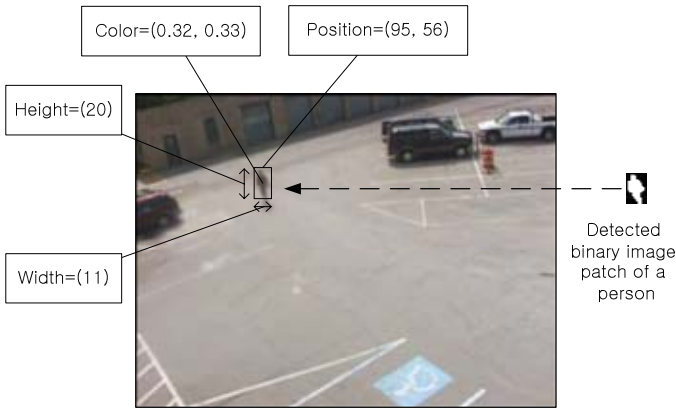 Color=(0.32, 0.33)
Position=(95, 56)
Height=(20)
Width=(11)
Detected
binary image
patch of a
person